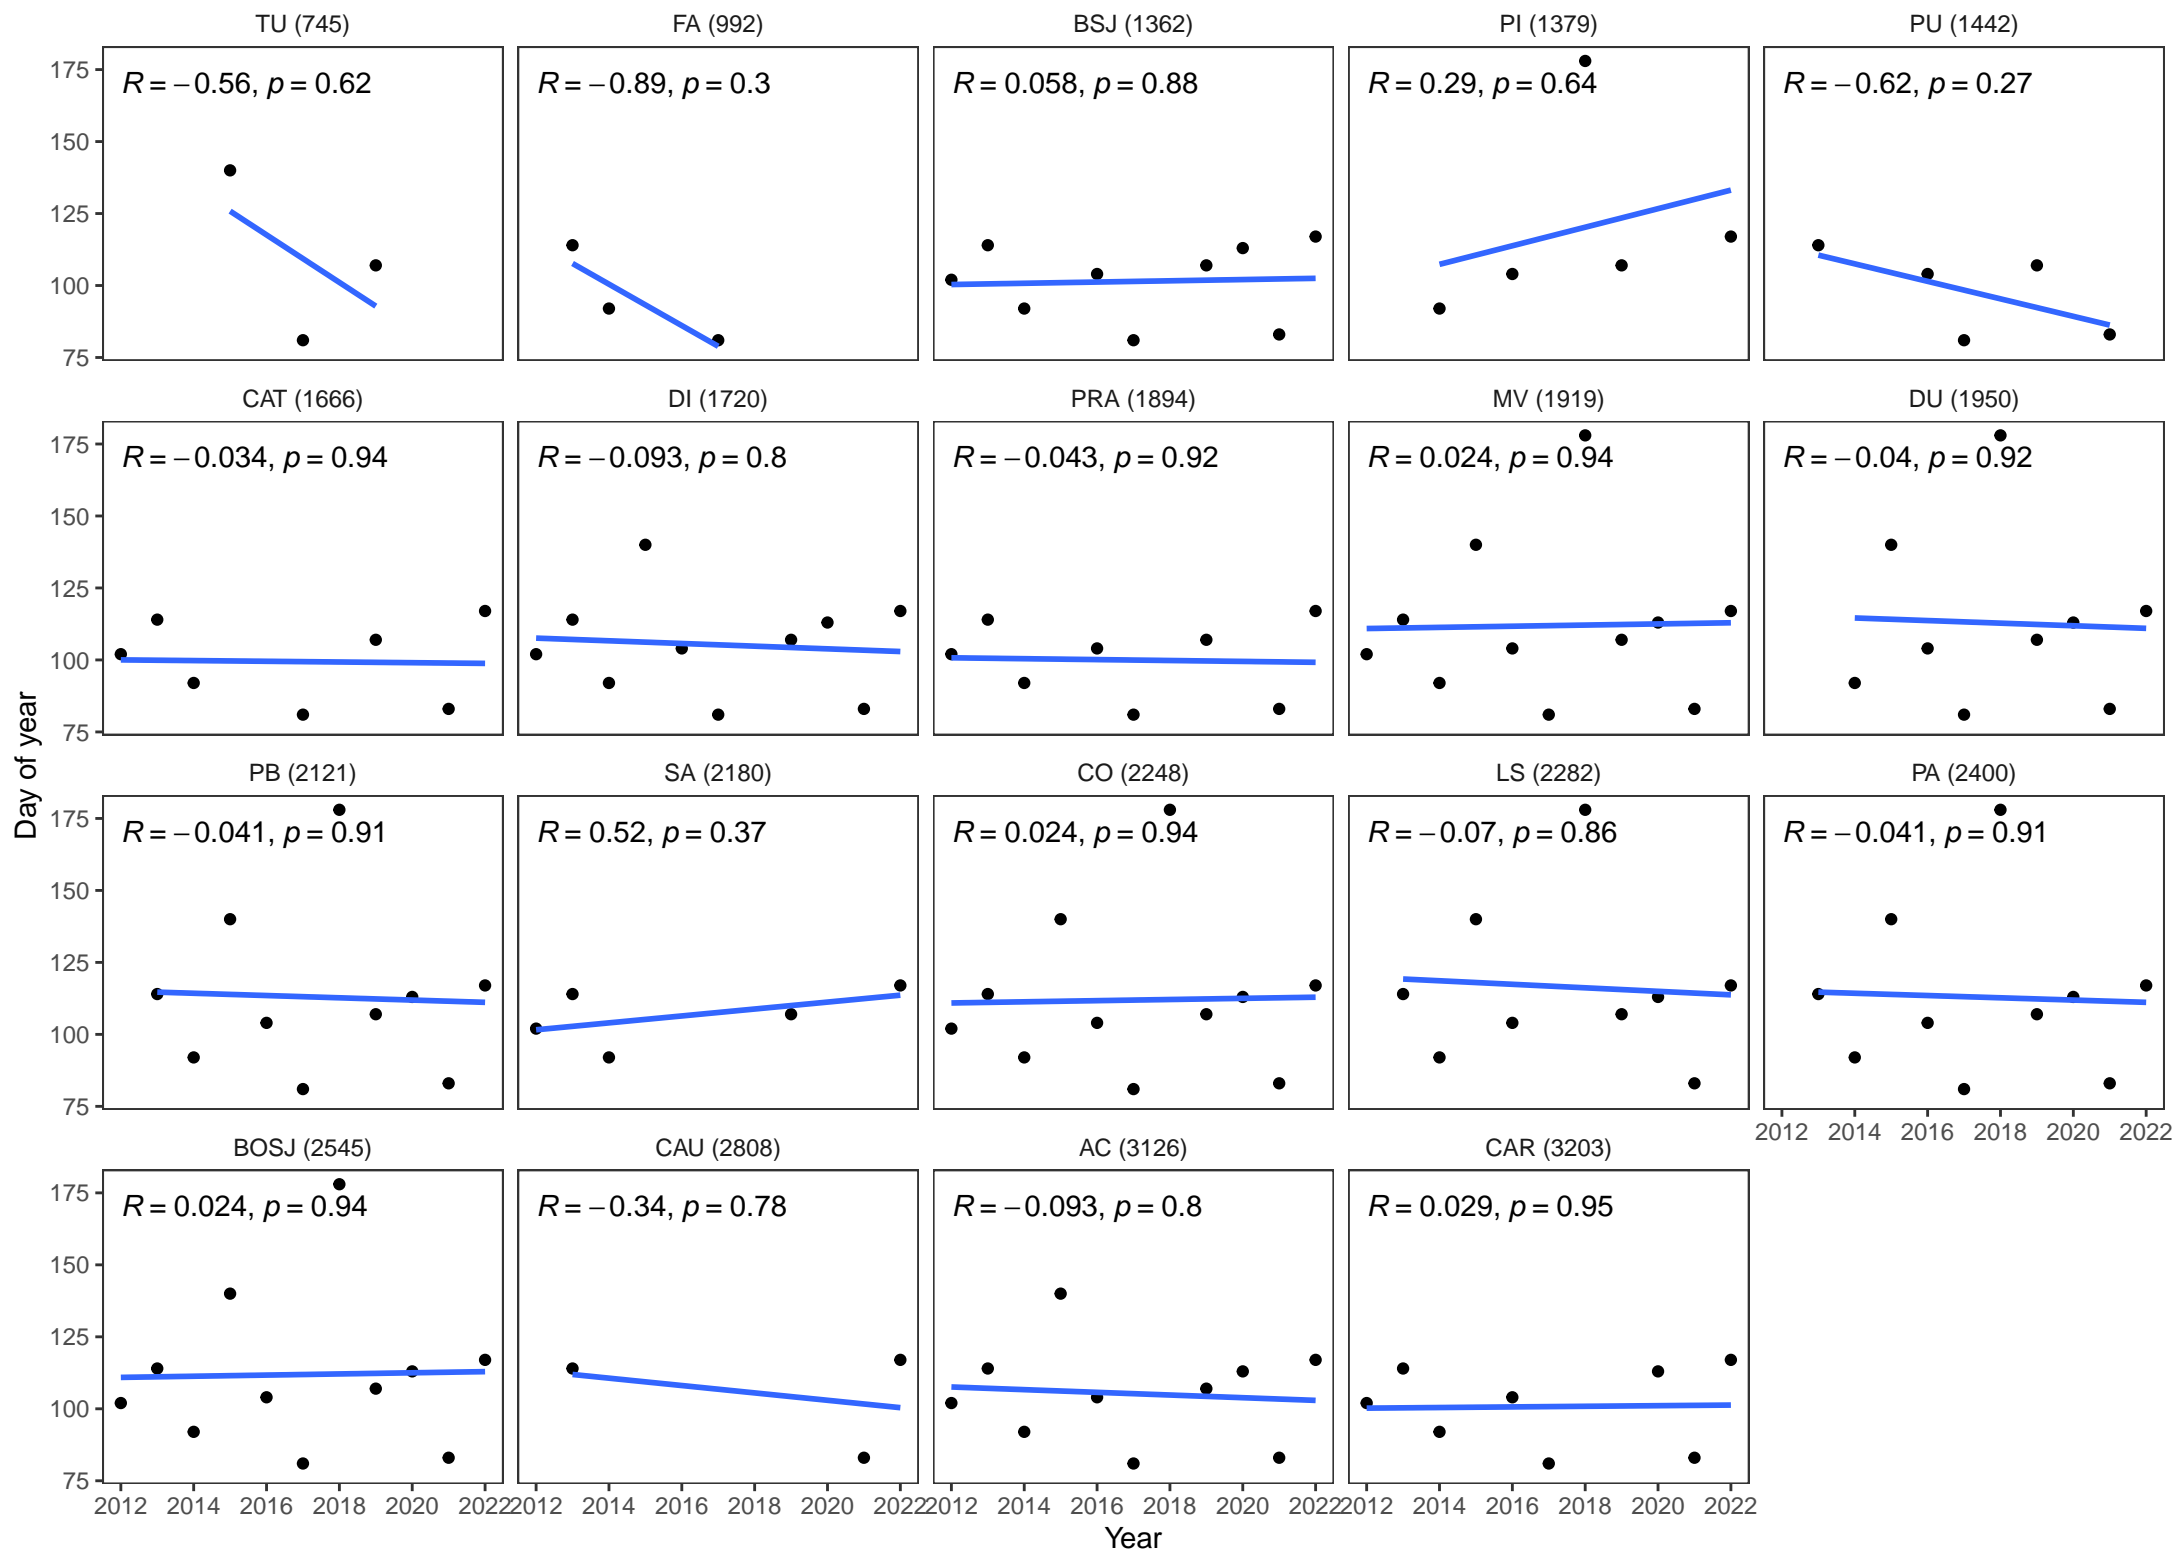 TU (745) FA (992) BSJ (1362) PI (1379) PU (1442)
R = −0.56, p = 0.62 R = −0.89, p = 0.3 R = 0.058, p = 0.88 R = 0.29, p = 0.64 R = −0.62, p = 0.27
175
150
125
100
75
CAT (1666) DI (1720) PRA (1894) MV (1919) DU (1950)
R = −0.034, p = 0.94 R = −0.093, p = 0.8 R = −0.043, p = 0.92 R = 0.024, p = 0.94 R = −0.04, p = 0.92
175
150
125
100
75
Day of year
PB (2121) SA (2180) CO (2248) LS (2282) PA (2400)
R = −0.041, p = 0.91 R = 0.52, p = 0.37 R = 0.024, p = 0.94 R = −0.07, p = 0.86 R = −0.041, p = 0.91
175
150
125
100
75
2012 2014 2016 2018 2020 2022
BOSJ (2545) CAU (2808) AC (3126) CAR (3203)
R = 0.024, p = 0.94 R = −0.34, p = 0.78 R = −0.093, p = 0.8 R = 0.029, p = 0.95
175
150
125
100
75
2012 2014 2016 2018 2020 2022 2012 2014 2016 2018 2020 2022 2012 2014 2016 2018 2020 2022 2012 2014 2016 2018 2020 2022
Year